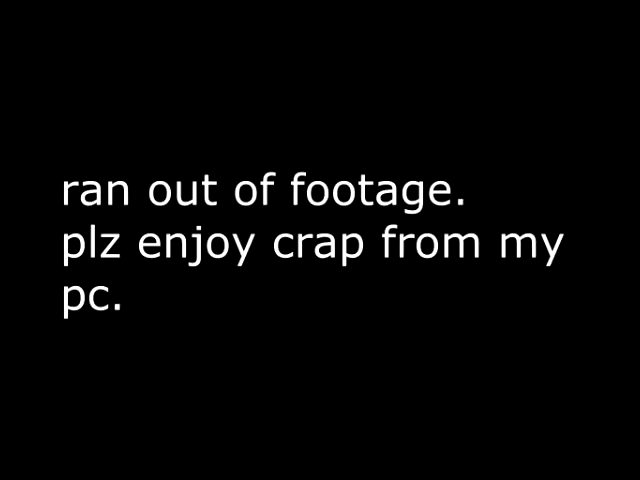 ran out of footage.
plz enjoy crap from my
pc.